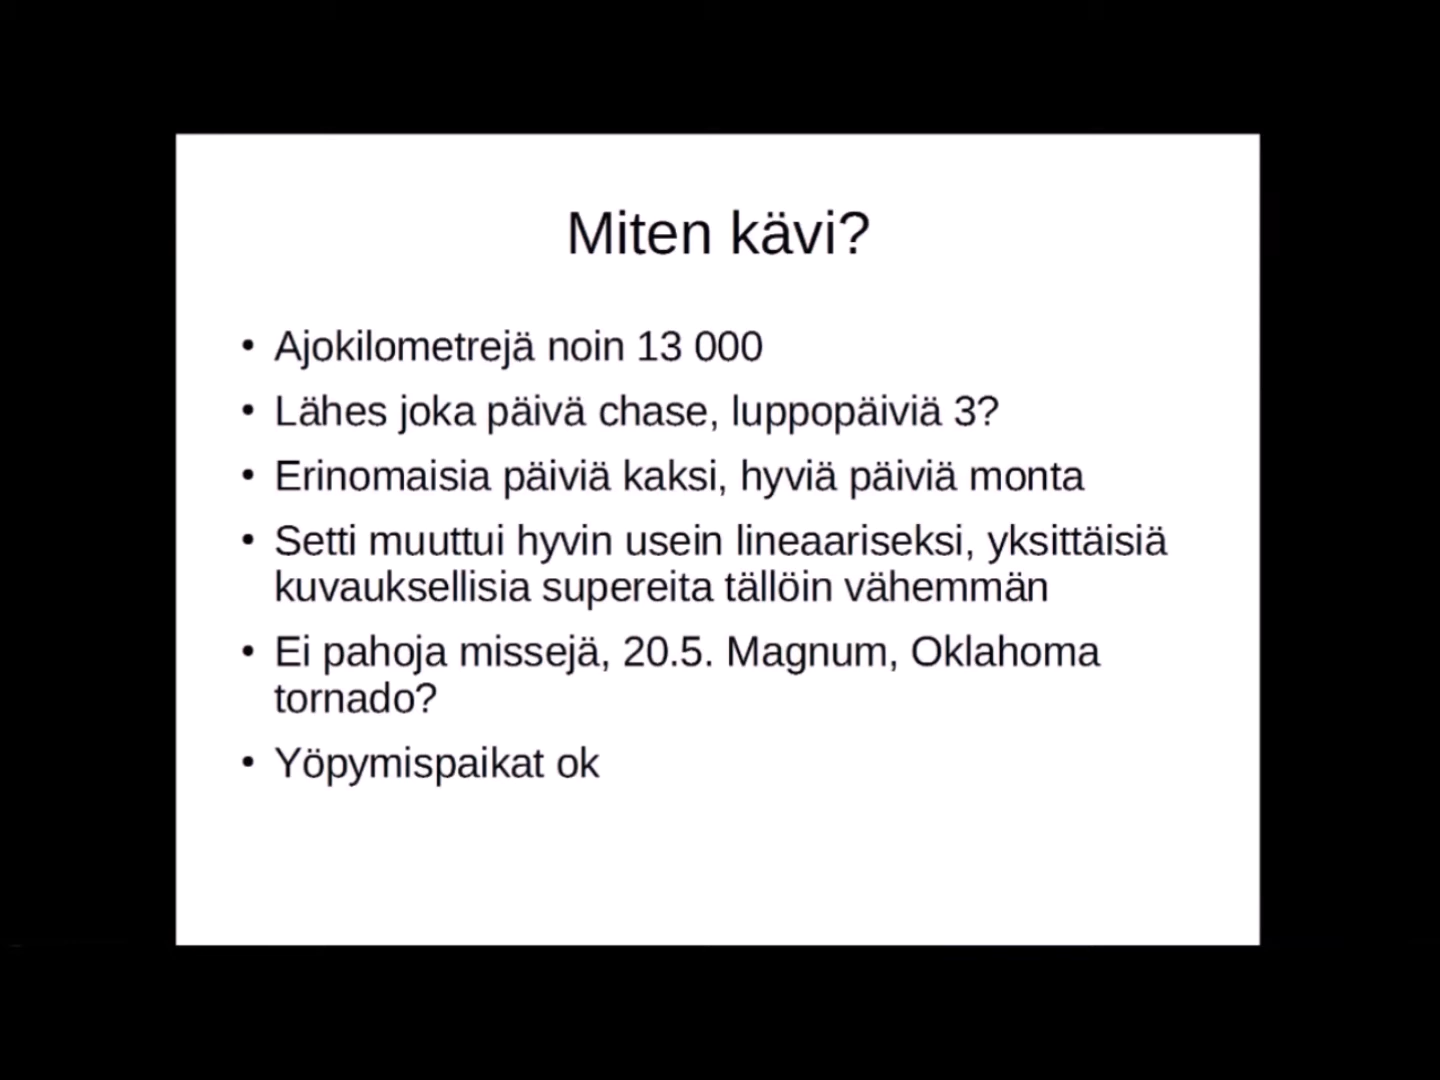 Miten kävi?
• Ajokilometrejä noin 13 000
• Lähes joka päivä chase, luppopäiviä 3?
• Erinomaisia päiviä kaksi, hyviä päiviä monta
• Setti muuttui hyvin usein lineaariseksi, yksittäisiä
kuvauksellisia supereita tällöin vähemmän
• Ei pahoja missejä, 20.5. Magnum, Oklahoma
tornado?
• Yöpymispaikat ok